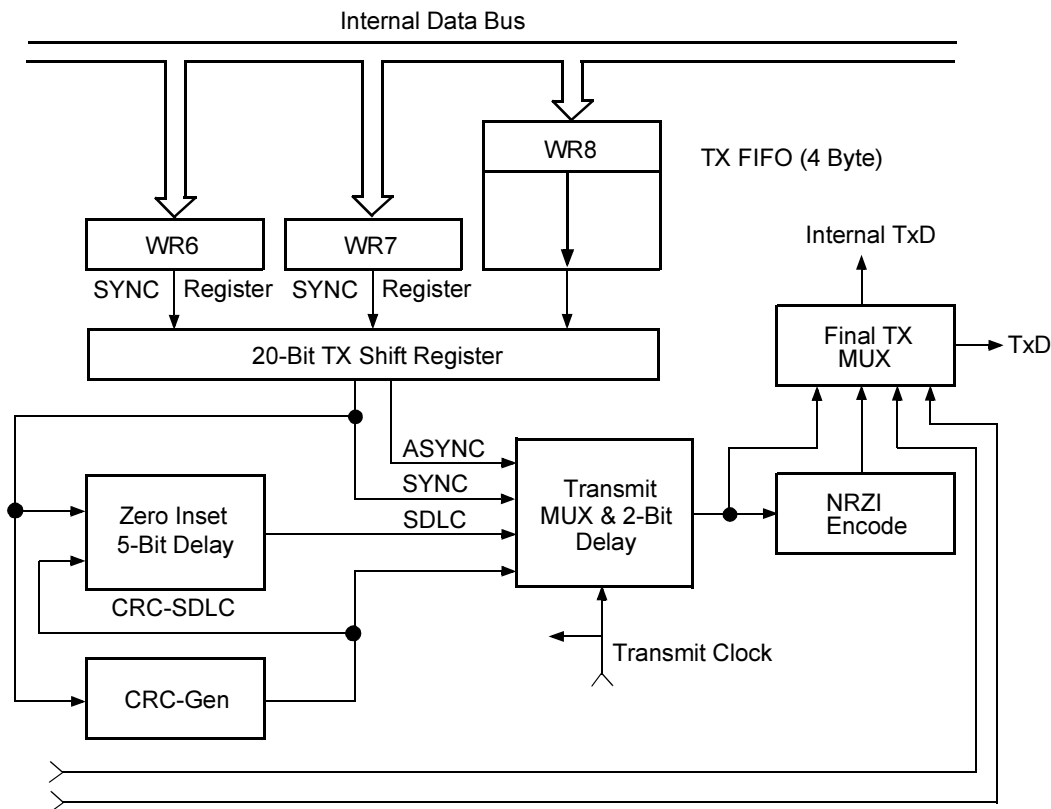 Internal Data Bus
WR8
TX FIFO (4 Byte)
WR6
WR7
SYNC Register
SYNC Register
Internal TxD
20-Bit TX Shift Register
Final TX
MUX
TxD
ASYNC
SYNC
SDLC
Transmit
MUX & 2-Bit
Delay
NRZI
Encode
Zero Inset
5-Bit Delay
CRC-SDLC
Transmit Clock
CRC-Gen